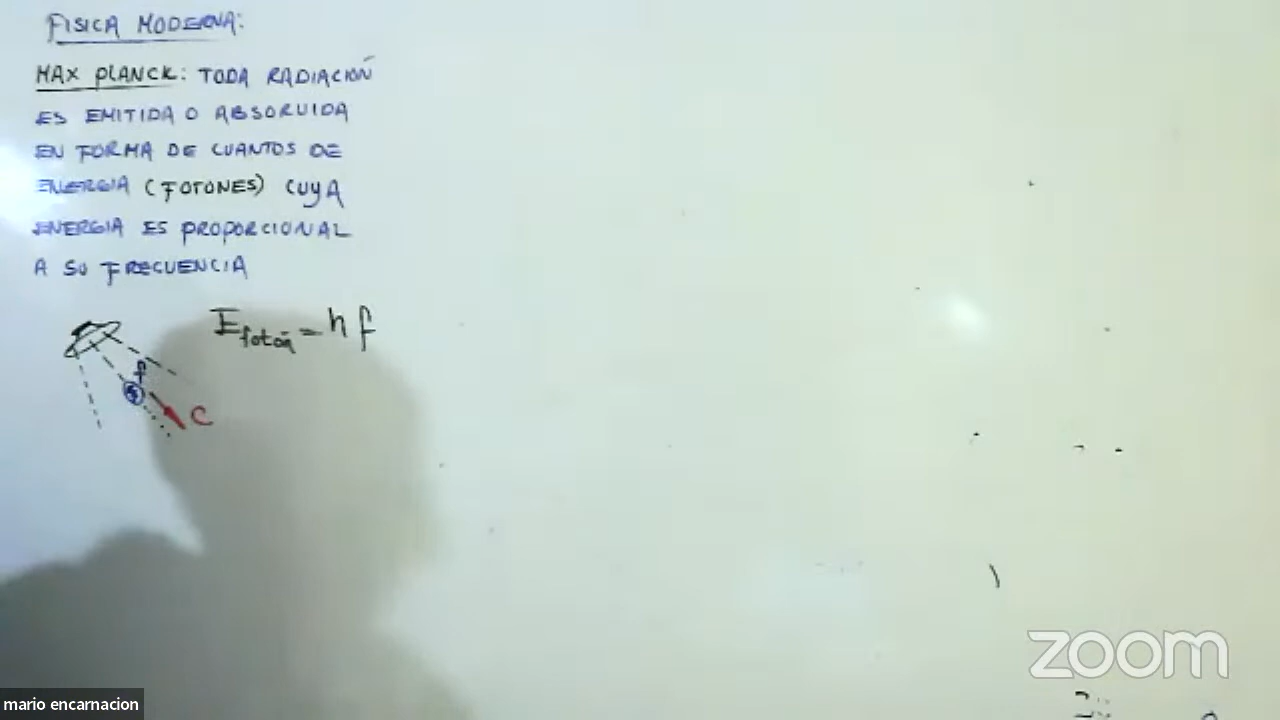 FISICA MODERNA:
MAX PLANCK: TODA RADIACIÓN
ES EMITIDA O ABSORVIDA
EN FORMA DE CUANTOS DE
ENERGIA (FOTONES) CUYA
ENERGIA ES PROPORCIONAL
A SU FRECUENCIA
E fotón = h f
f
C
zoom
mario encarnacion